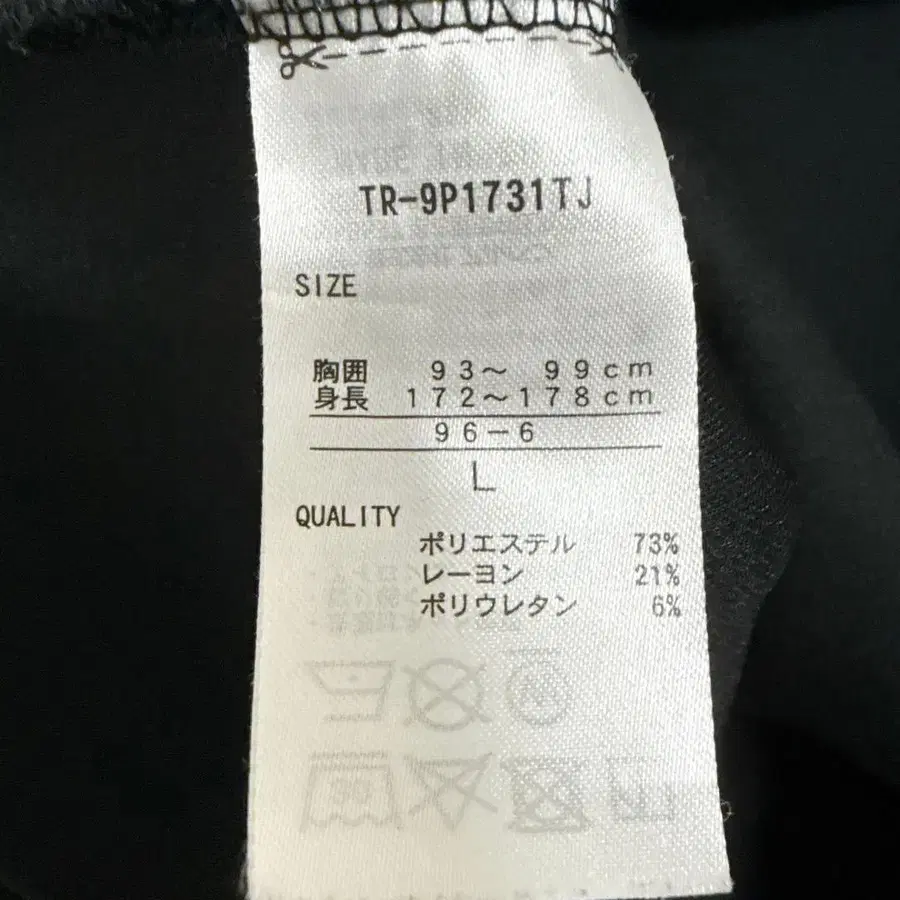 TR-9P1731TJ
SIZE
胸囲 93〜 99cm
身長 172〜178cm
96−6
L
QUALITY
ポリエステル 73%
レーヨン 21%
ポリウレタン 6%